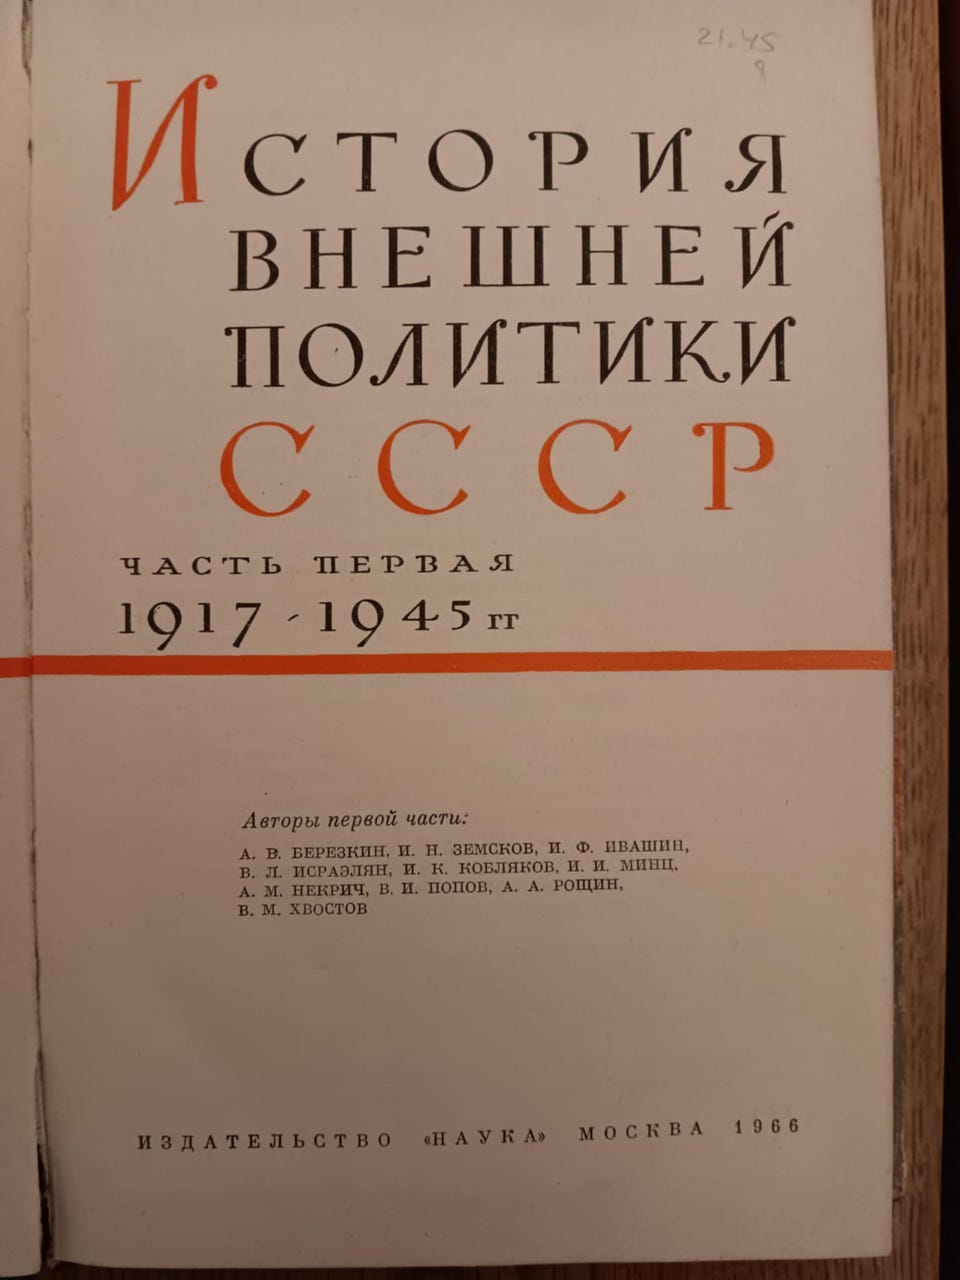 21.45
История
внешней
политики
СССР
часть первая
1917 - 1945 гг
Авторы первой части:
А. В. БЕРЕЗКИН, И. Н. ЗЕМСКОВ, И. Ф. ИВАШИН,
В. Л. ИСРАЭЛЯН, И. К. КОБЛЯКОВ, И. И. МИНЦ,
А. М. НЕКРИЧ, В. И. ПОПОВ, А. А. РОЩИН,
В. М. ХВОСТОВ
ИЗДАТЕЛЬСТВО «НАУКА» МОСКВА 1966